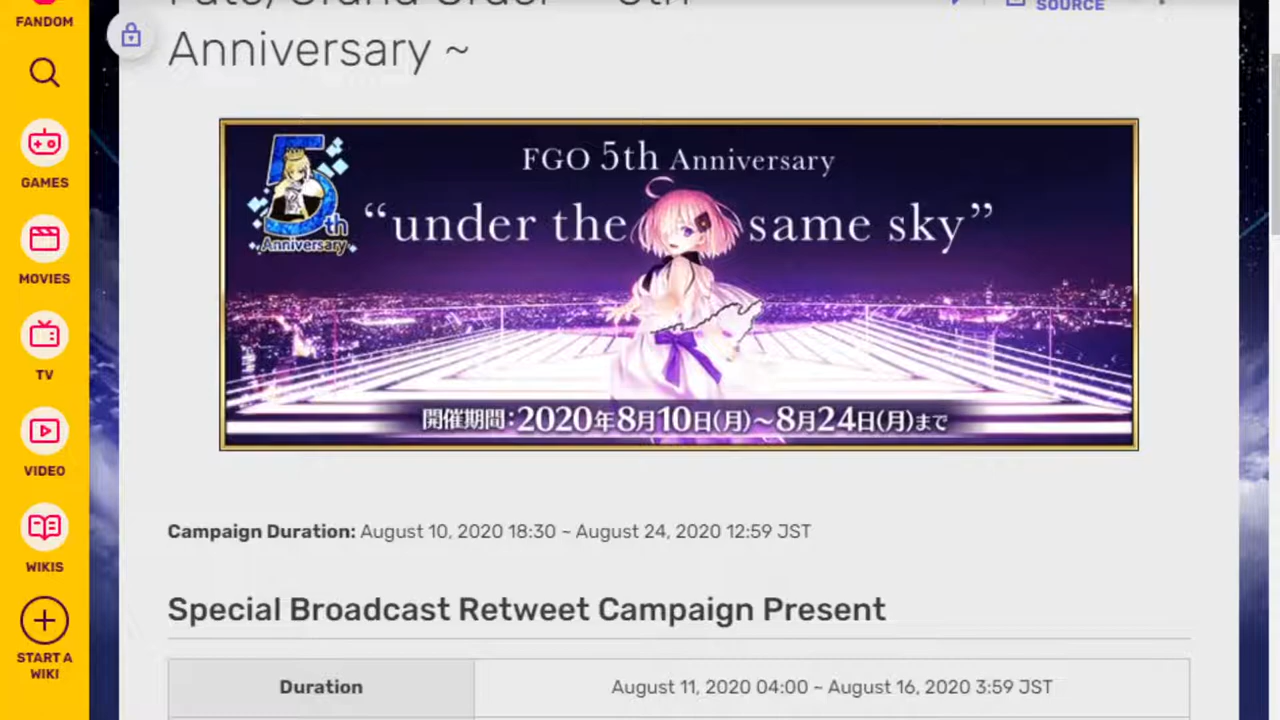 FANDOM
GAMES
MOVIES
TV
VIDEO
WIKIS
START A
WIKI
SOURCE
Anniversary ~
5th
Anniversary
FGO 5th Anniversary
“under the same sky”
開催期間:2020年8月10日(月)~8月24日(月)まで
Campaign Duration: August 10, 2020 18:30 ~ August 24, 2020 12:59 JST
Special Broadcast Retweet Campaign Present
Duration
August 11, 2020 04:00 ~ August 16, 2020 3:59 JST